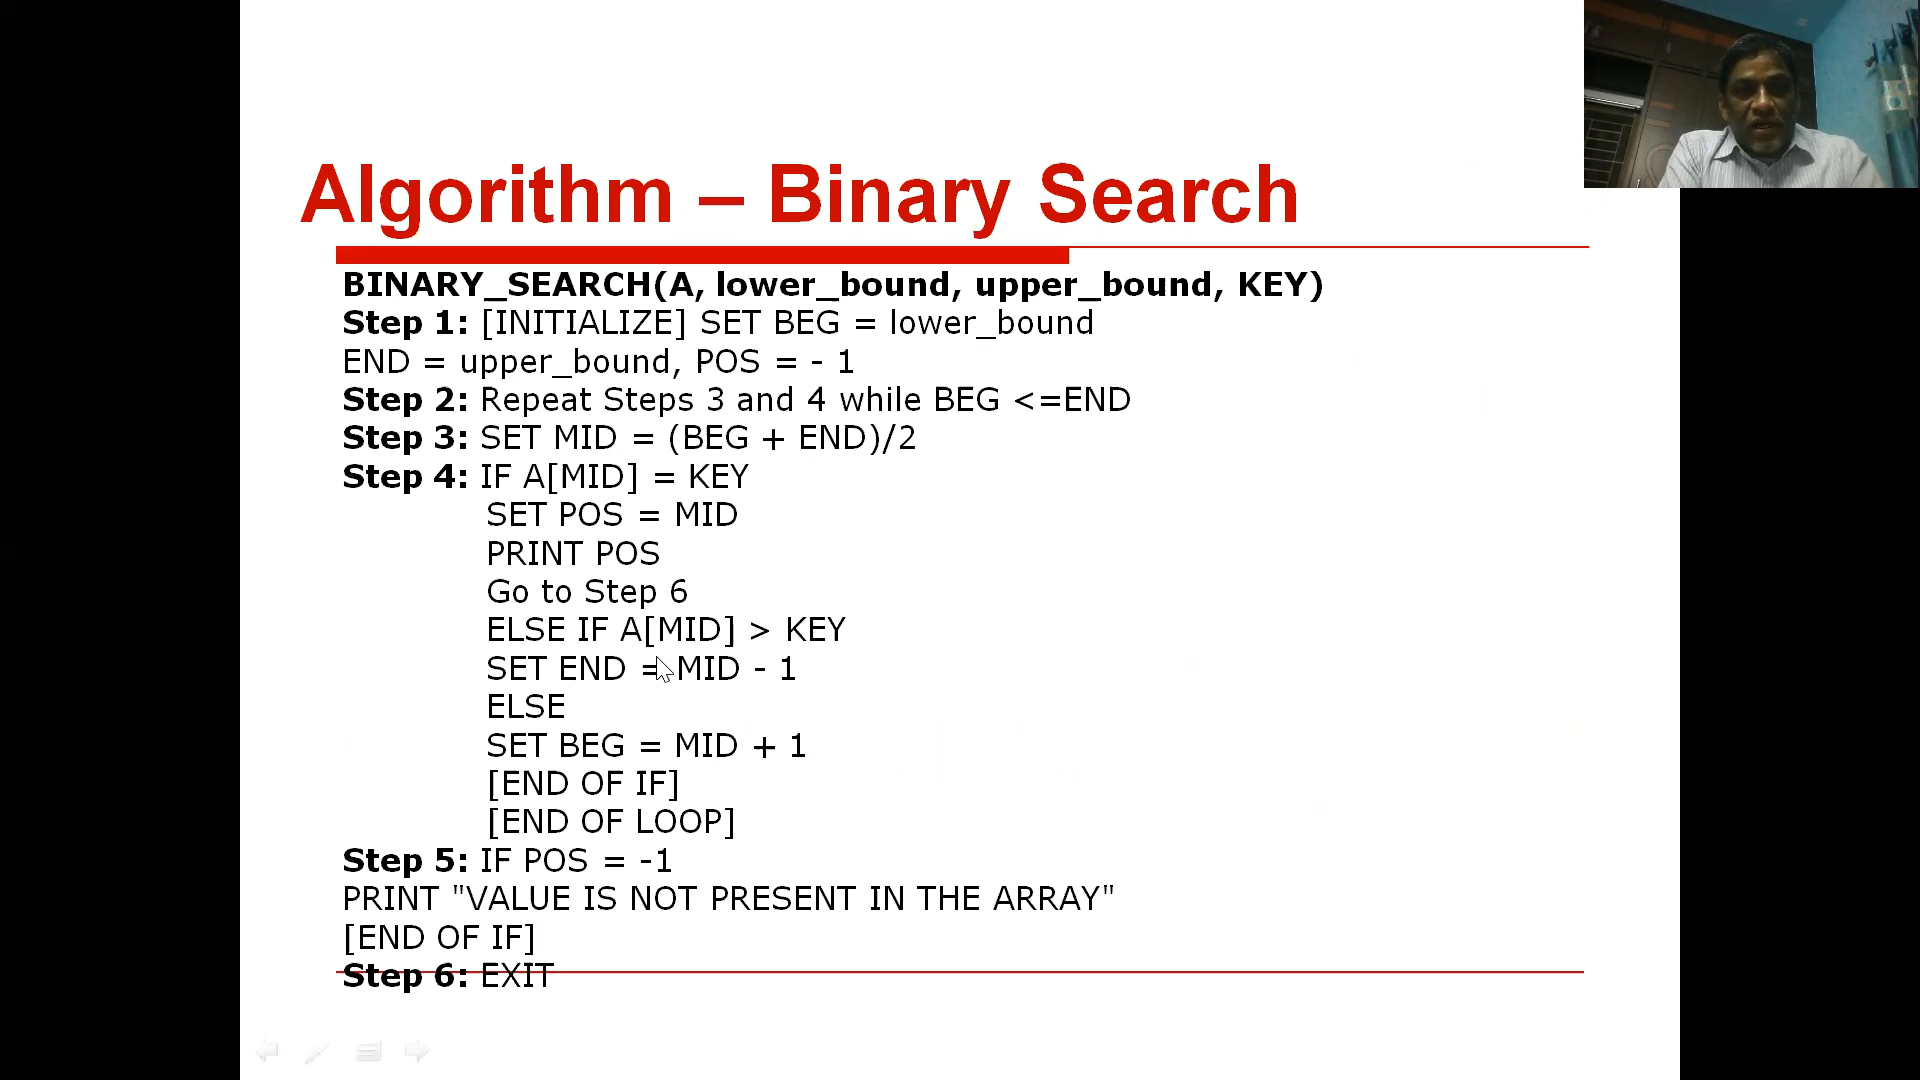 Algorithm – Binary Search
BINARY_SEARCH(A, lower_bound, upper_bound, KEY)
Step 1: [INITIALIZE] SET BEG = lower_bound
END = upper_bound, POS = - 1
Step 2: Repeat Steps 3 and 4 while BEG <=END
Step 3: SET MID = (BEG + END)/2
Step 4: IF A[MID] = KEY
SET POS = MID
PRINT POS
Go to Step 6
ELSE IF A[MID] > KEY
SET END = MID - 1
ELSE
SET BEG = MID + 1
[END OF IF]
[END OF LOOP]
Step 5: IF POS = -1
PRINT "VALUE IS NOT PRESENT IN THE ARRAY"
[END OF IF]
Step 6: EXIT